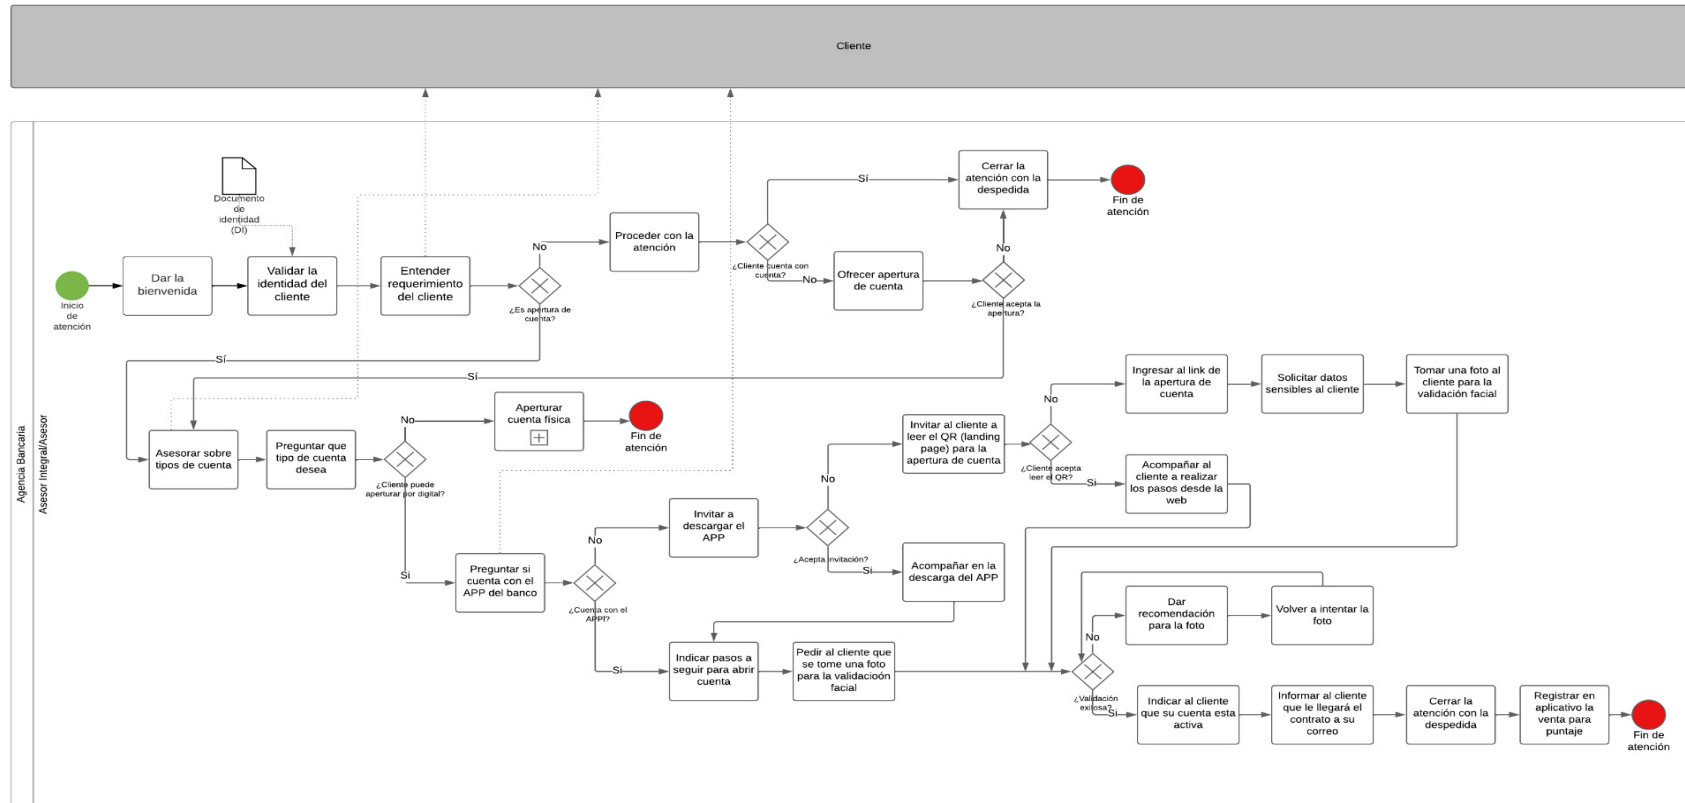 Cliente
Agencia Bancaria
Asesor Integral/Asesor
Documento
de
identidad
(DI)
Inicio
de
atención
Dar la
bienvenida
Validar la
identidad del
cliente
Entender
requerimiento
del cliente
¿Es apertura de
cuenta?
No
Sí
Proceder con la
atención
¿Cliente cuenta con
cuenta?
Sí
No
Cerrar la
atención con la
despedida
Fin de
atención
Ofrecer apertura
de cuenta
¿Cliente acepta la
apertura?
No
Sí
Asesorar sobre
tipos de cuenta
Preguntar que
tipo de cuenta
desea
¿Cliente puede
aperturar por digital?
No
Si
Aperturar
cuenta física
Fin de
atención
Preguntar si
cuenta con el
APP del banco
¿Cuenta con el
APP!?
No
Si
Invitar a
descargar el
APP
¿Acepta invitación?
No
Si
Invitar al cliente a
leer el QR (landing
page) para la
apertura de cuenta
¿Cliente acepta
leer el QR?
No
Si
Ingresar al link de
la apertura de
cuenta
Solicitar datos
sensibles al cliente
Tomar una foto al
cliente para la
validación facial
Acompañar al
cliente a realizar
los pasos desde la
web
Acompañar en la
descarga del APP
Indicar pasos a
seguir para abrir
cuenta
Pedir al cliente que
se tome una foto
para la validacioón
facial
¿Validación
exitosa?
No
Si
Dar
recomendación
para la foto
Volver a intentar la
foto
Indicar al cliente
que su cuenta esta
activa
Informar al cliente
que le llegará el
contrato a su
correo
Cerrar la
atención con la
despedida
Registrar en
aplicativo la
venta para
puntaje
Fin de
atención